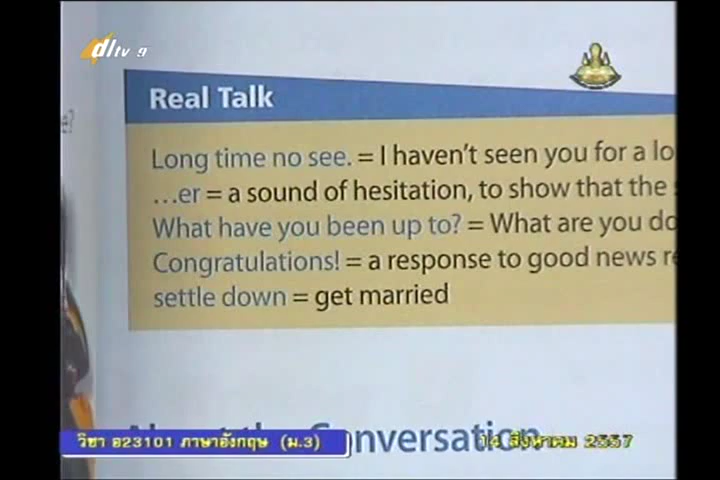 dltv 9
Real Talk
Long time no see. = I haven't seen you for a lo
...er = a sound of hesitation, to show that the
What have you been up to? = What are you do
Congratulations! = a response to good news re
settle down = get married
About the Conversation
วิชา อ23101 ภาษาอังกฤษ (ม.3)
14 สิงหาคม 2557